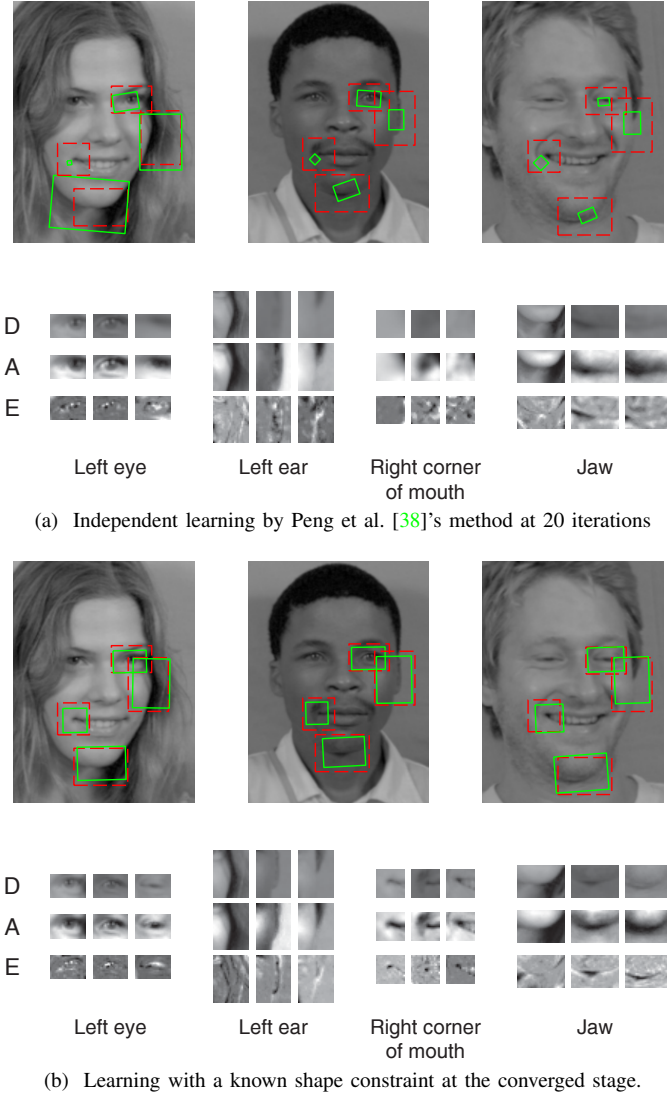 D
A
E
Left eye
Left ear
Right corner
of mouth
Jaw
(a) Independent learning by Peng et al. [38]'s method at 20 iterations
D
A
E
Left eye
Left ear
Right corner
of mouth
Jaw
(b) Learning with a known shape constraint at the converged stage.